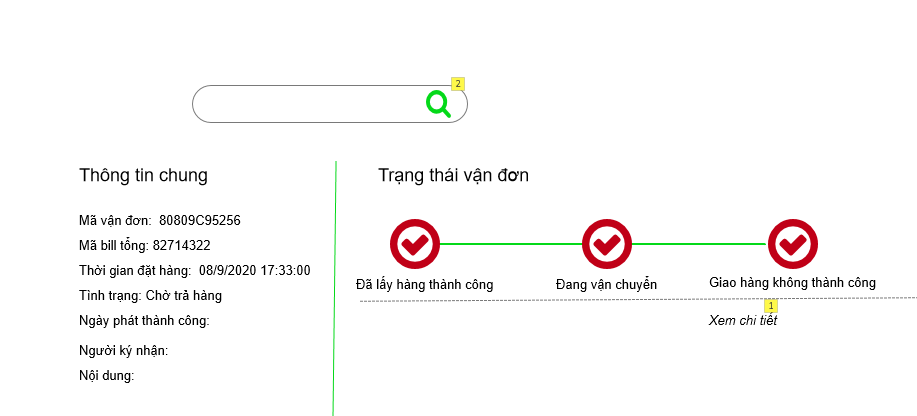 2
Thông tin chung
Mã vận đơn: 80809C95256
Mã bill tổng: 82714322
Thời gian đặt hàng: 08/9/2020 17:33:00
Tình trạng: Chờ trả hàng
Ngày phát thành công:
Người ký nhận:
Nội dung:
Trạng thái vận đơn
Đã lấy hàng thành công
Đang vận chuyển
Giao hàng không thành công
1
Xem chi tiết